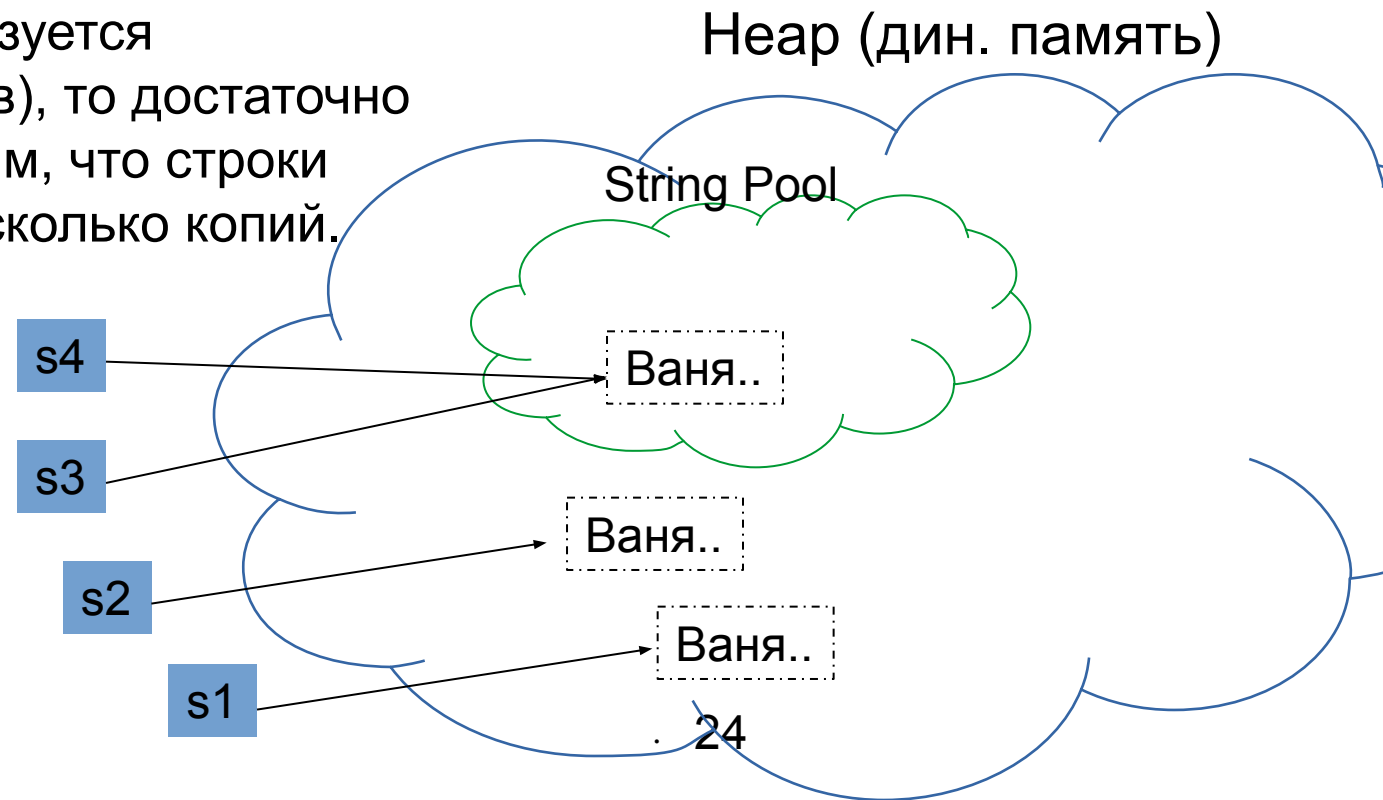 зуется
в), то достаточно
м, что строки
сколько копий.
Heap (дин. память)
String Pool
s4
Ваня..
s3
Ваня..
s2
Ваня..
s1
24